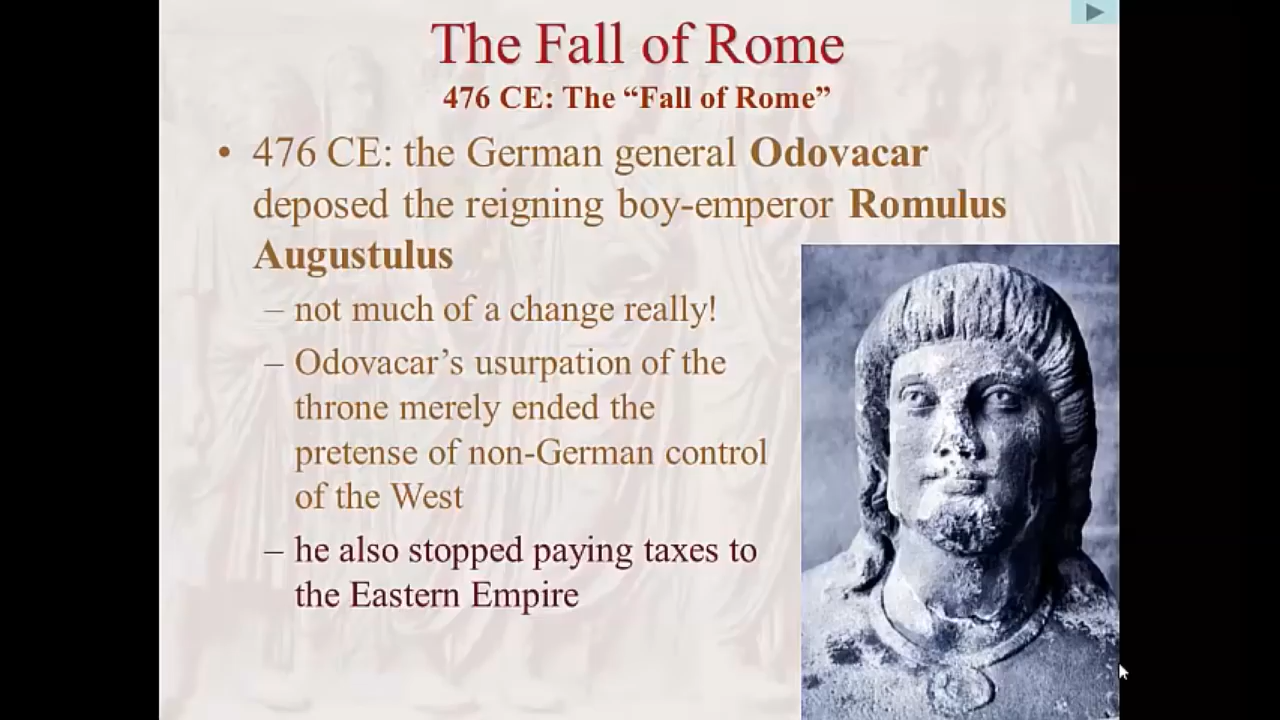 The Fall of Rome
476 CE: The “Fall of Rome”
• 476 CE: the German general Odovacar
deposed the reigning boy-emperor Romulus
Augustulus
– not much of a change really!
– Odovacar’s usurpation of the
throne merely ended the
pretense of non-German control
of the West
– he also stopped paying taxes to
the Eastern Empire